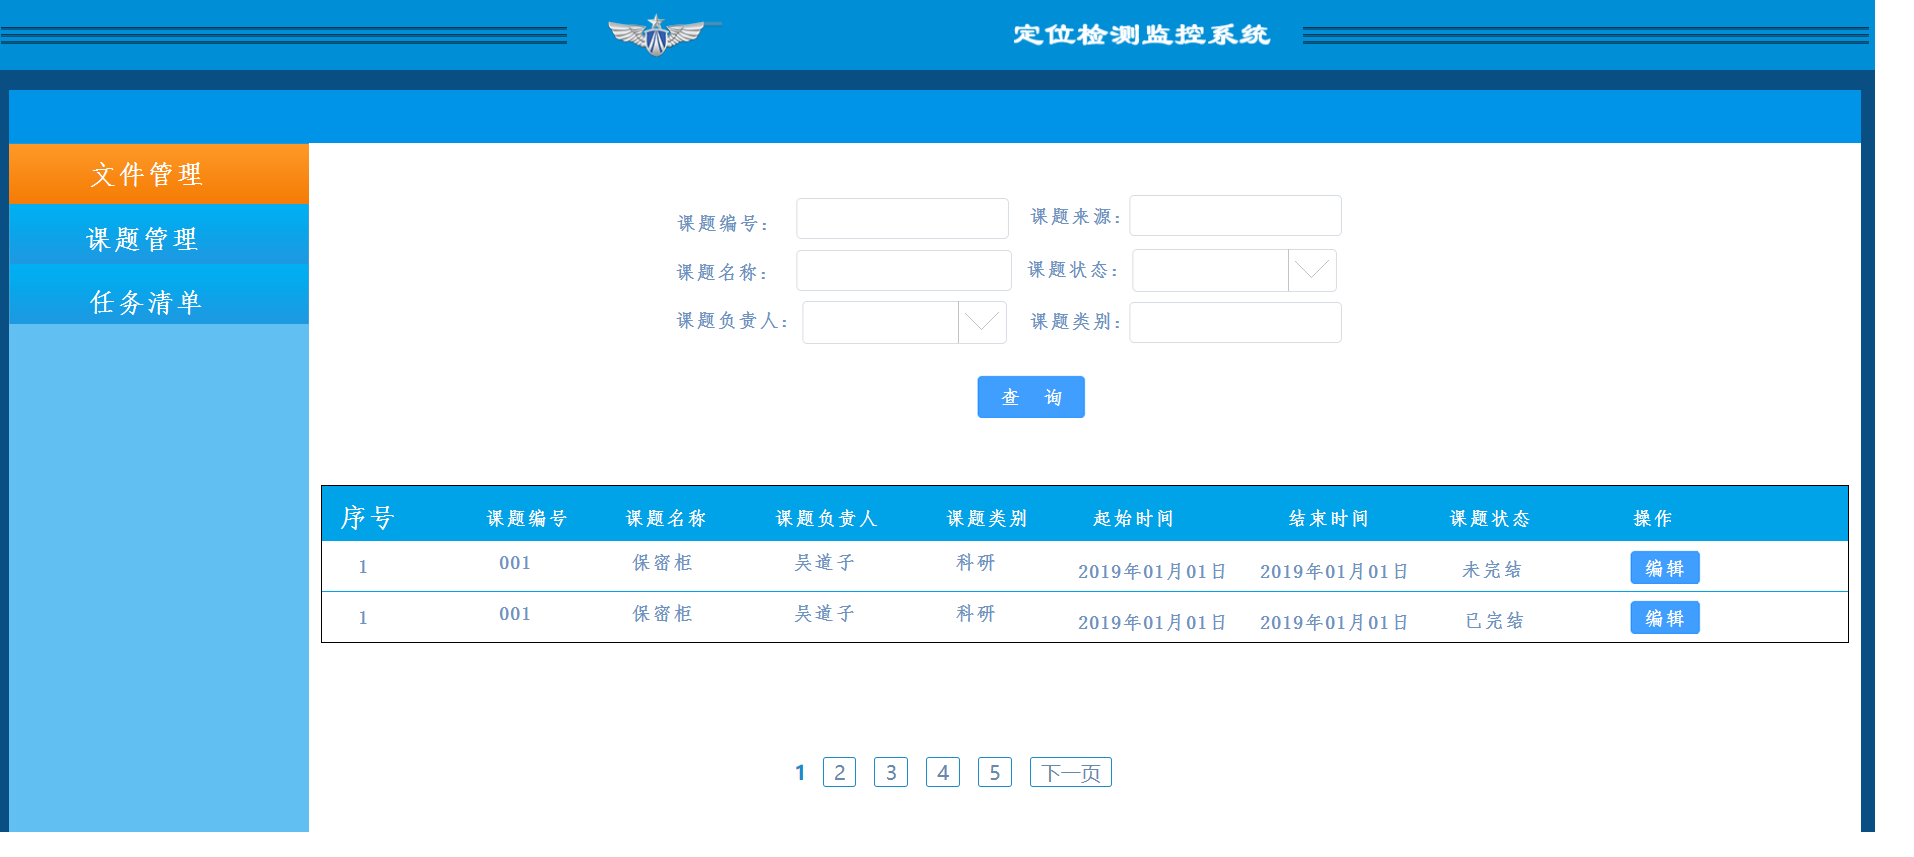 定位检测监控系统
文件管理
课题管理
任务清单
课题编号： 课题来源：
课题名称： 课题状态：
课题负责人： 课题类别：
查 询
序号 课题编号 课题名称 课题负责人 课题类别 起始时间 结束时间 课题状态 操作
1 001 保密柜 吴道子 科研 2019年01月01日 2019年01月01日 未完结 编辑
1 001 保密柜 吴道子 科研 2019年01月01日 2019年01月01日 已完结 编辑
1 2 3 4 5 下一页